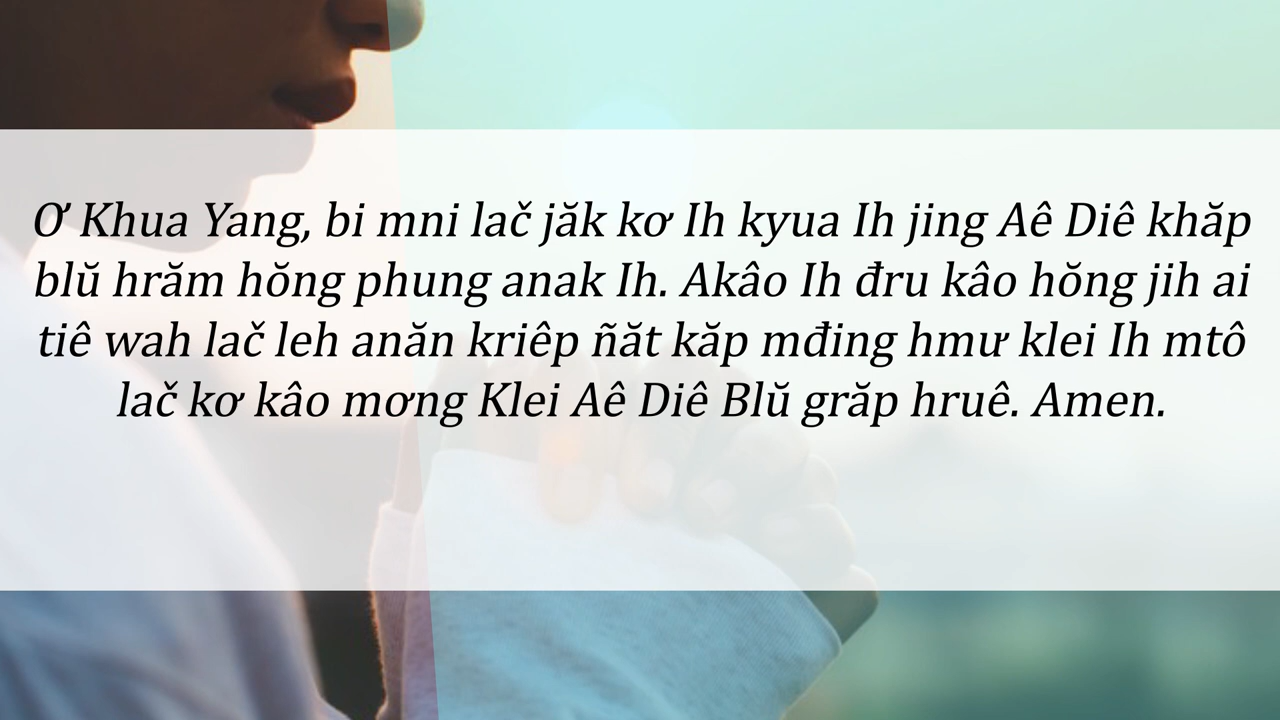 Ơ Khua Yang, bi mni lač jăk kơ Ih kyua Ih jing Aê Diê khăp
blŭ hrăm hŏng phung anak Ih. Akâo Ih đru kâo hŏng jih ai
tiê wah lač leh anăn kriêp ñăt kăp mđing hmư klei Ih mtô
lač kơ kâo mơng Klei Aê Diê Blŭ grăp hruê. Amen.